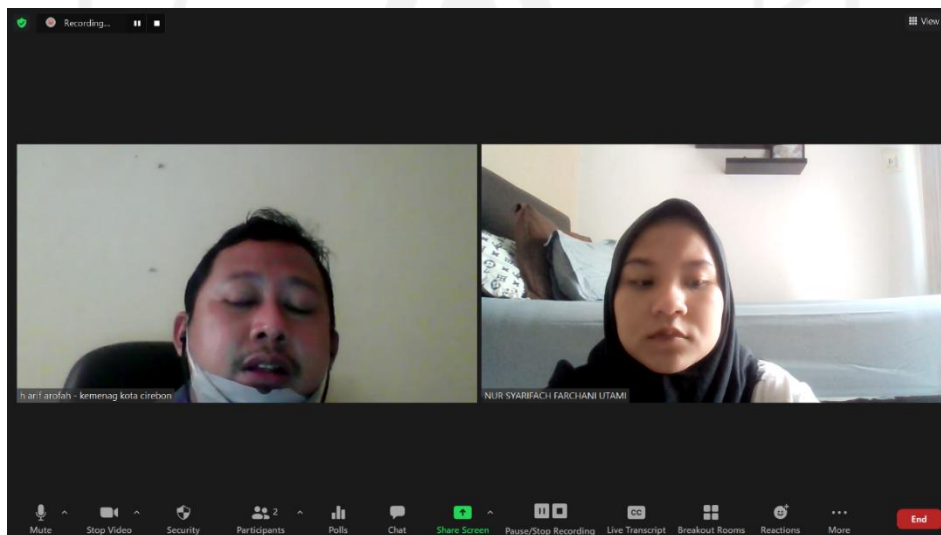 Recording...
View
h arif arofah - kemenag kota cirebon
NUR SYARIFACH FARCHANI UTAMI
2
Mute
Stop Video
Security
Participants
Polls
Chat
Share Screen
Pause/Stop Recording
CC
Live Transcript
Breakout Rooms
Reactions
More
End